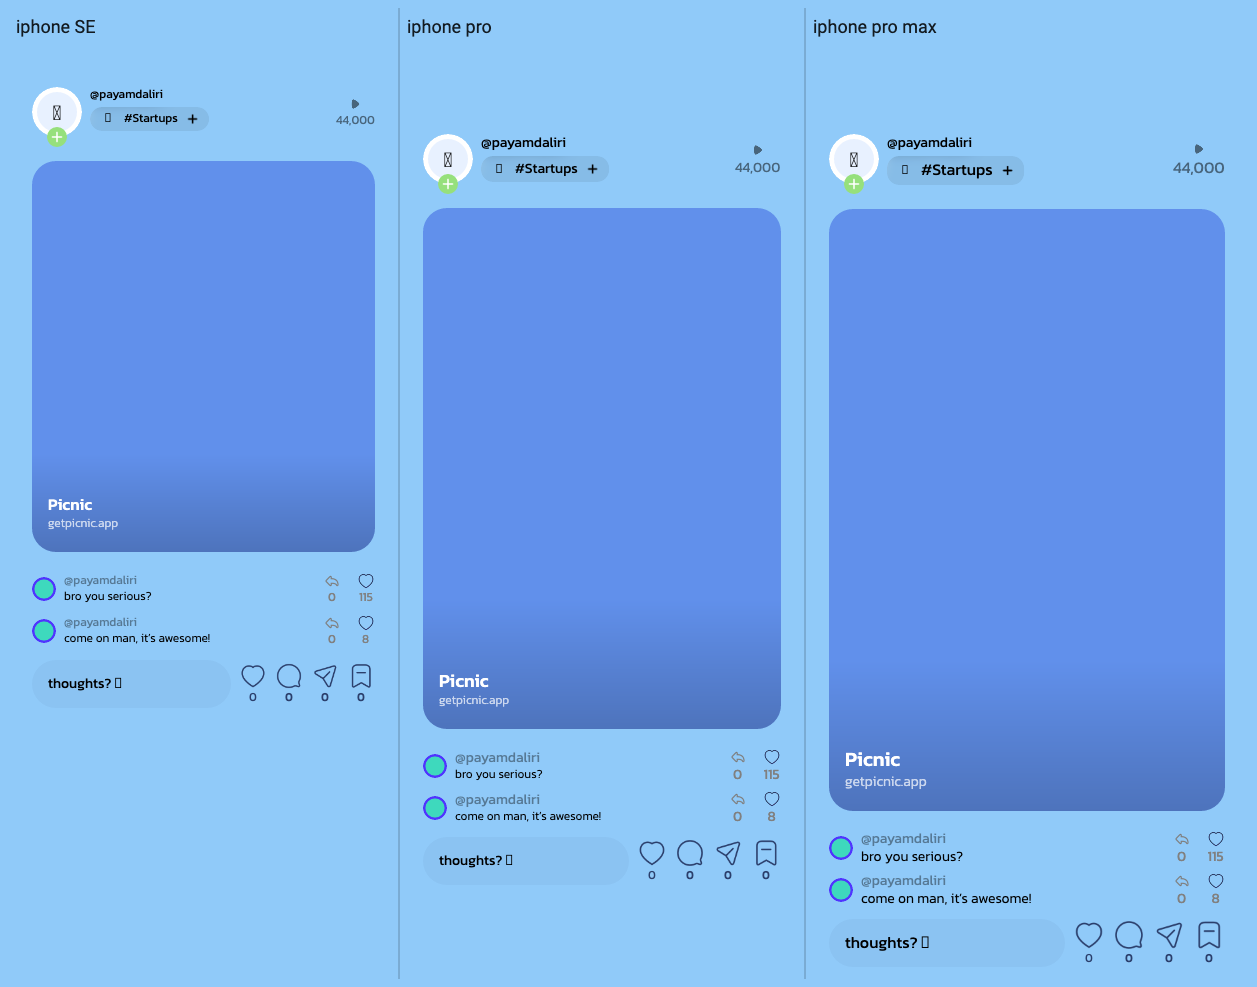 iphone SE
@payamdaliri
#Startups +
44,000
Picnic
getpicnic.app
@payamdaliri
bro you serious?
0 115
@payamdaliri
come on man, it's awesome!
0 8
thoughts?
0 0 0 0
iphone pro
@payamdaliri
#Startups +
44,000
Picnic
getpicnic.app
@payamdaliri
bro you serious?
0 115
@payamdaliri
come on man, it's awesome!
0 8
thoughts?
0 0 0 0
iphone pro max
@payamdaliri
#Startups +
44,000
Picnic
getpicnic.app
@payamdaliri
bro you serious?
0 115
@payamdaliri
come on man, it's awesome!
0 8
thoughts?
0 0 0 0